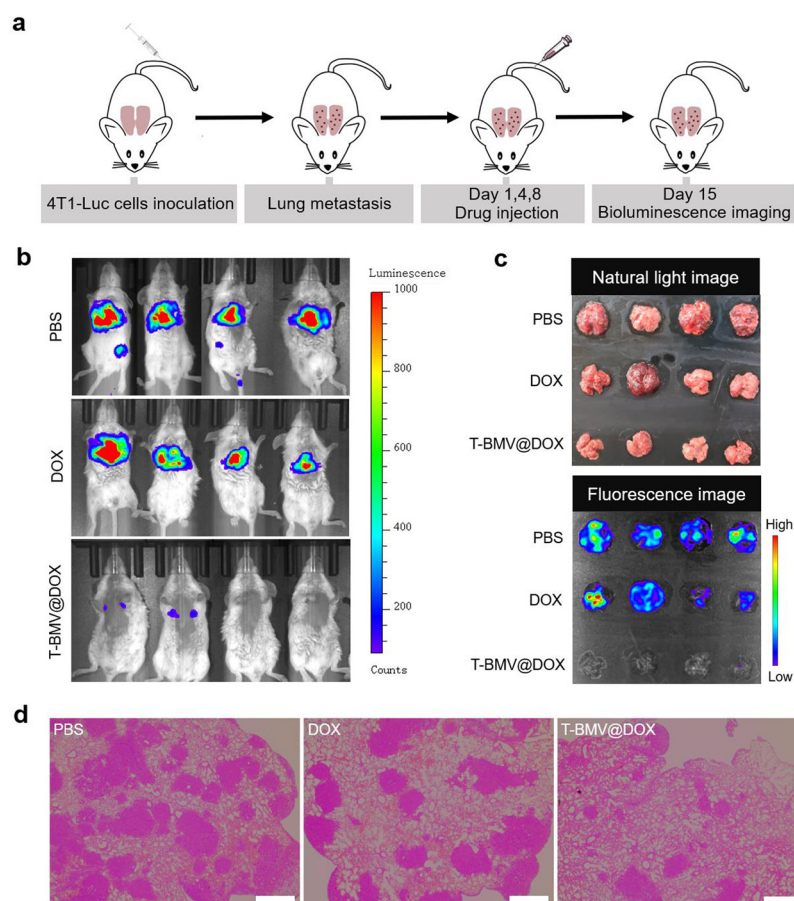 a
4T1-Luc cells inoculation
Lung metastasis
Day 1,4,8
Drug injection
Day 15
Bioluminescence imaging
b
PBS
DOX
T-BMV@DOX
Luminescence
1000
800
600
400
200
Counts
c
Natural light image
PBS
DOX
T-BMV@DOX
Fluorescence image
PBS
DOX
T-BMV@DOX
High
Low
d
PBS
DOX
T-BMV@DOX